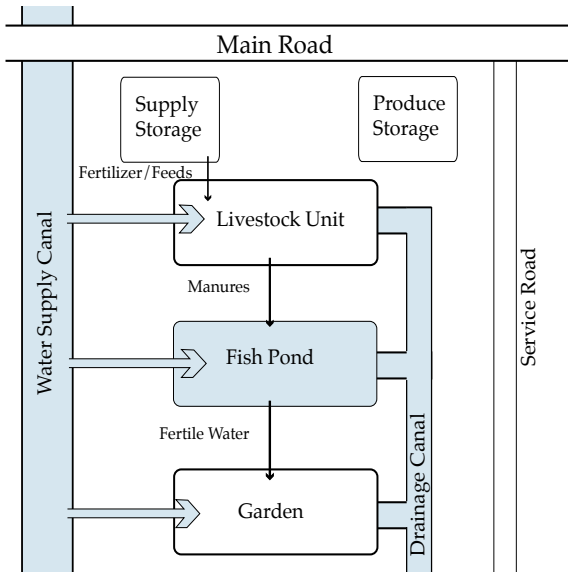 Main Road
Supply
Storage
Produce
Storage
Fertilizer/Feeds
Livestock Unit
Manures
Fish Pond
Fertile Water
Garden
Water Supply Canal
Drainage Canal
Service Road